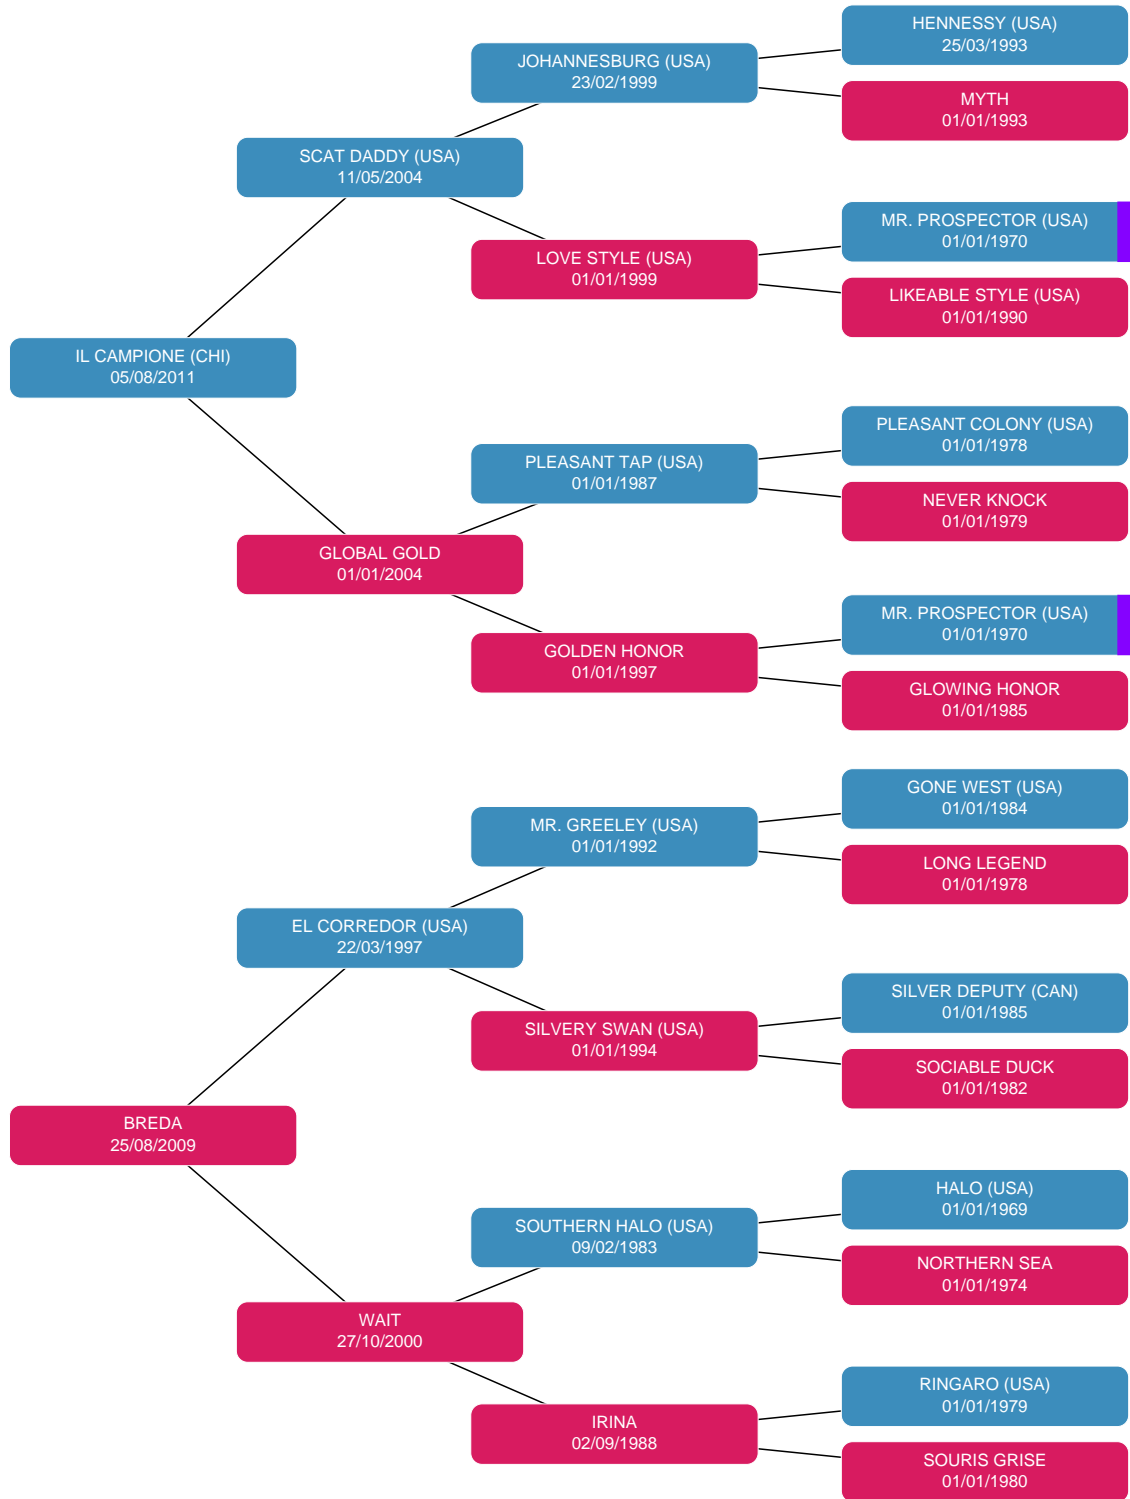 HENNESSY (USA)
25/03/1993
JOHANNESBURG (USA)
23/02/1999
MYTH
01/01/1993
SCAT DADDY (USA)
11/05/2004
MR. PROSPECTOR (USA)
01/01/1970
LOVE STYLE (USA)
01/01/1999
LIKEABLE STYLE (USA)
01/01/1990
IL CAMPIONE (CHI)
05/08/2011
PLEASANT COLONY (USA)
01/01/1978
PLEASANT TAP (USA)
01/01/1987
NEVER KNOCK
01/01/1979
GLOBAL GOLD
01/01/2004
MR. PROSPECTOR (USA)
01/01/1970
GOLDEN HONOR
01/01/1997
GLOWING HONOR
01/01/1985
GONE WEST (USA)
01/01/1984
MR. GREELEY (USA)
01/01/1992
LONG LEGEND
01/01/1978
EL CORREDOR (USA)
22/03/1997
SILVER DEPUTY (CAN)
01/01/1985
SILVERY SWAN (USA)
01/01/1994
SOCIABLE DUCK
01/01/1982
BREDA
25/08/2009
HALO (USA)
01/01/1969
SOUTHERN HALO (USA)
09/02/1983
NORTHERN SEA
01/01/1974
WAIT
27/10/2000
RINGARO (USA)
01/01/1979
IRINA
02/09/1988
SOURIS GRISE
01/01/1980